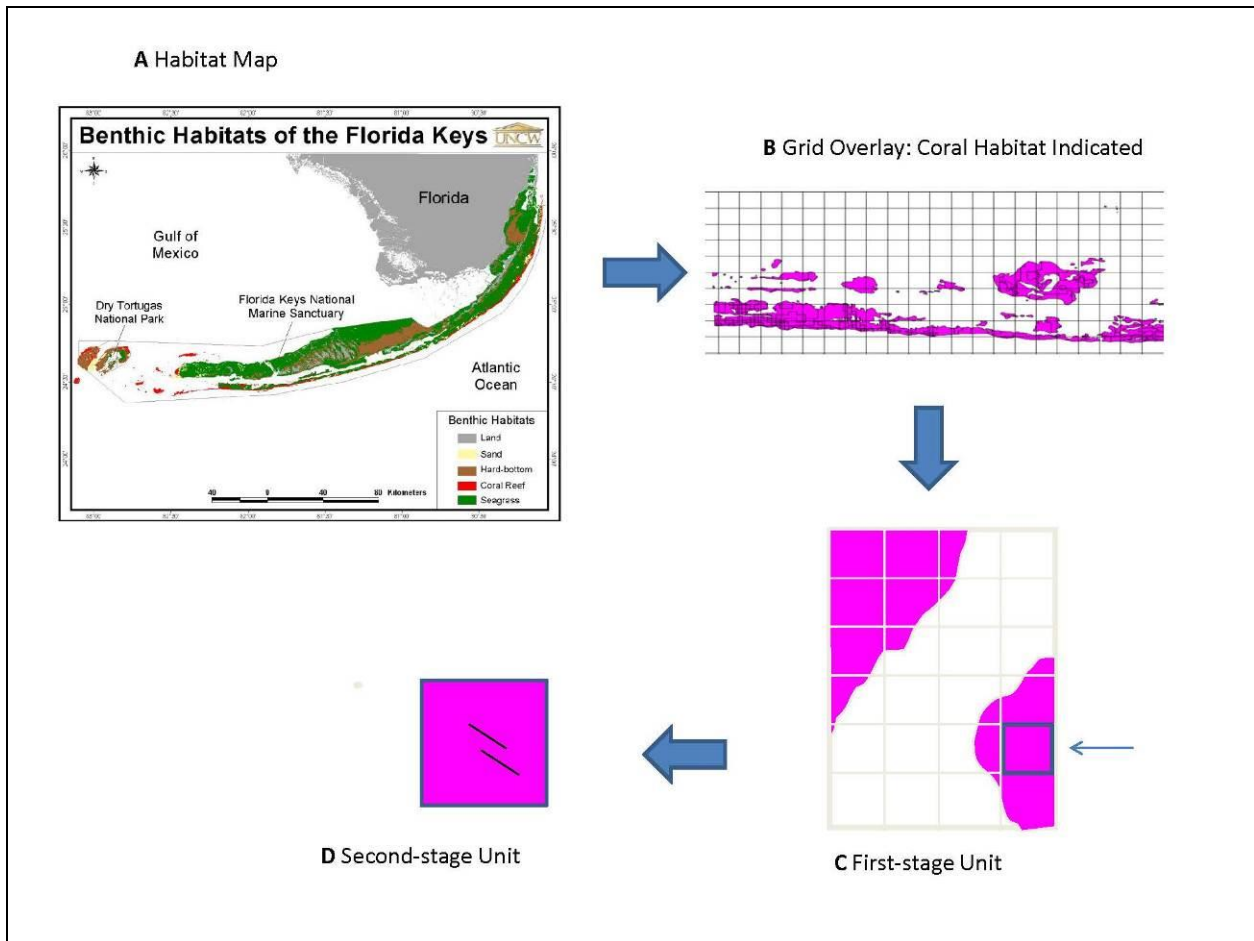 A Habitat Map
Benthic Habitats of the Florida Keys
UNCW
Florida
Gulf of
Mexico
Dry Tortugas
National Park
Florida Keys National
Marine Sanctuary
Atlantic
Ocean
Benthic Habitats
Land
Sand
Hard-bottom
Coral Reef
Seagrass
40 0 40 80 Kilometers
B Grid Overlay: Coral Habitat Indicated
D Second-stage Unit
C First-stage Unit